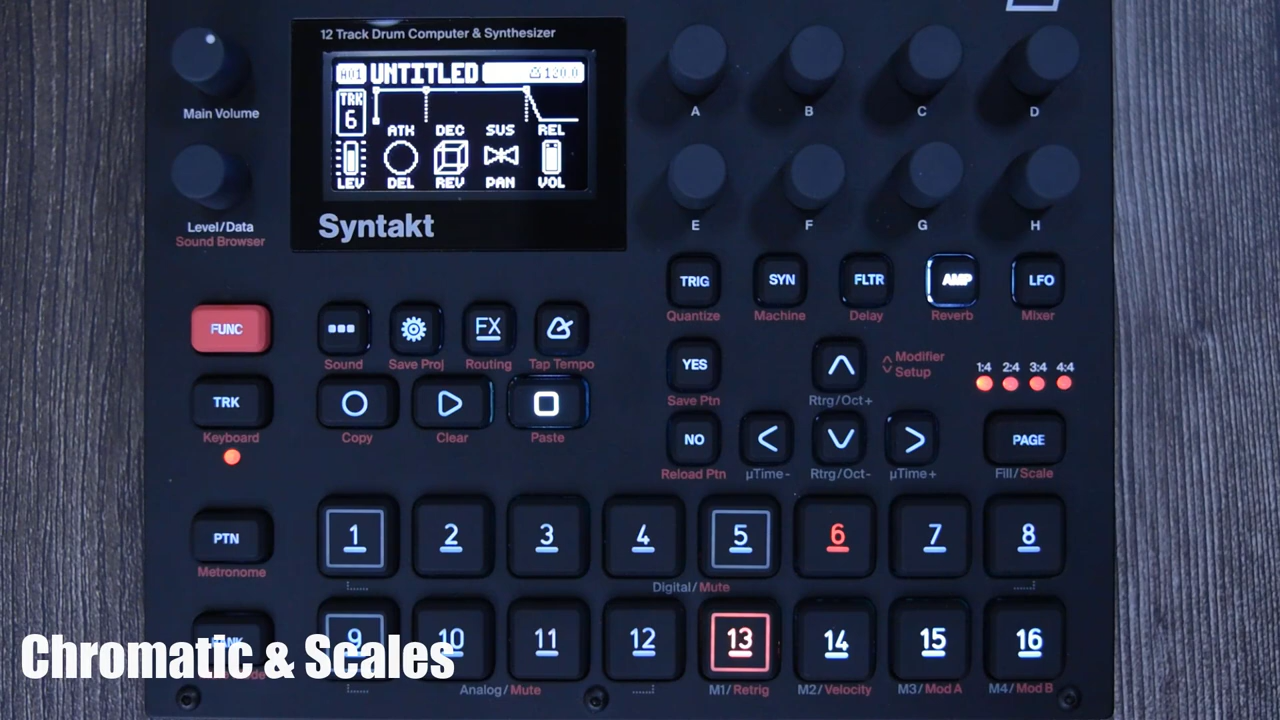 12 Track Drum Computer & Synthesizer
A01 UNTITLED 120.0
TRK
6
ATK DEC SUS REL
LEV DEL REV PAN VOL
Syntakt
Main Volume
Level/Data
Sound Browser
A B C D
E F G H
TRIG SYN FLTR AMP LFO
Quantize Machine Delay Reverb Mixer
FUNC
FX
Sound Save Proj Routing Tap Tempo
YES
Save Ptn
Modifier
Setup
Rtrg/Oct+
1:4 2:4 3:4 4:4
TRK
Keyboard
Copy Clear Paste
NO
PAGE
Reload Ptn µTime- Rtrg/Oct- µTime+ Fill/Scale
PTN
Metronome
1 2 3 4 5 6 7 8
Digital/Mute
9 10 11 12 13 14 15 16
Analog/Mute M1/Retrig M2/Velocity M3/Mod A M4/Mod B
Chromatic & Scales